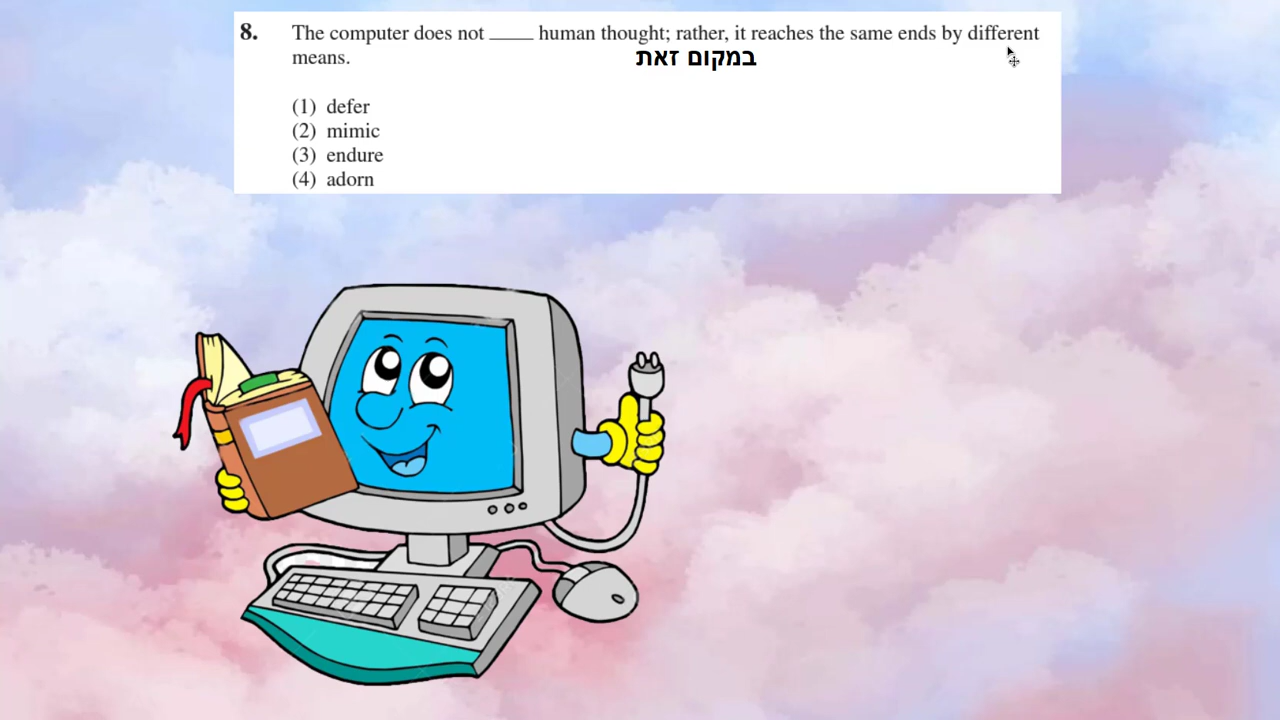 8. The computer does not ____ human thought; rather, it reaches the same ends by different
means.
במקום זאת
(1) defer
(2) mimic
(3) endure
(4) adorn